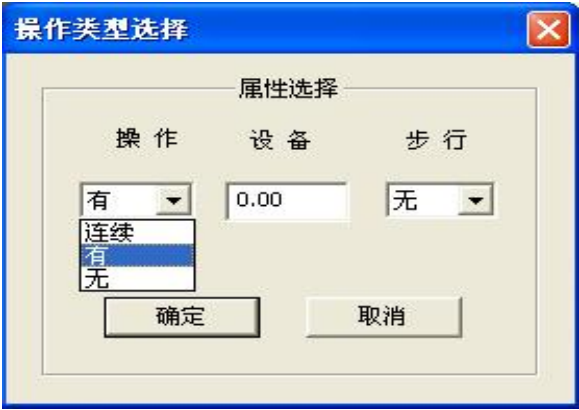 操作类型选择
属性选择
操 作 设 备 步 行
有 0.00 无
连续
有
无
确定 取消